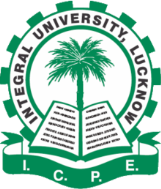 INTEGRAL UNIVERSITY, LUCKNOW
I. C. P. E.